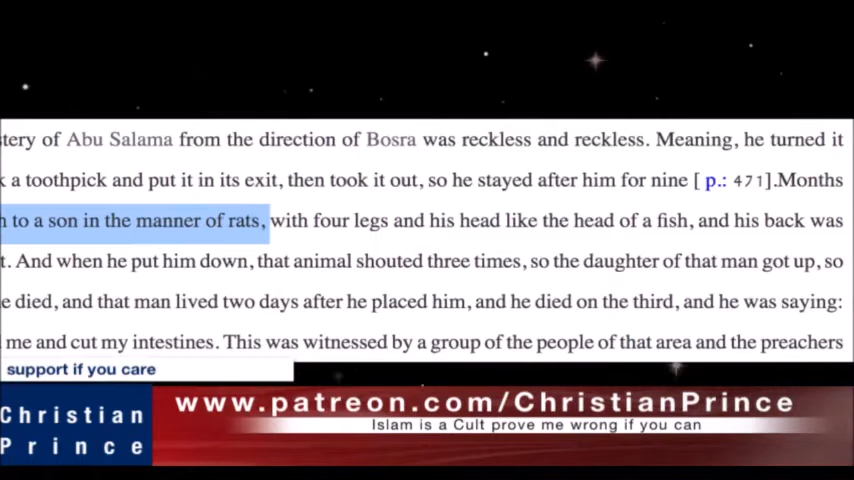 stery of Abu Salama from the direction of Bosra was reckless and reckless. Meaning, he turned it
a toothpick and put it in its exit, then took it out, so he stayed after him for nine [ p.: 471].Months
to a son in the manner of rats, with four legs and his head like the head of a fish, and his back was
And when he put him down, that animal shouted three times, so the daughter of that man got up, so
e died, and that man lived two days after he placed him, and he died on the third, and he was saying:
me and cut my intestines. This was witnessed by a group of the people of that area and the preachers
support if you care
Christian
Prince
www.patreon.com/ChristianPrince
Islam is a Cult prove me wrong if you can